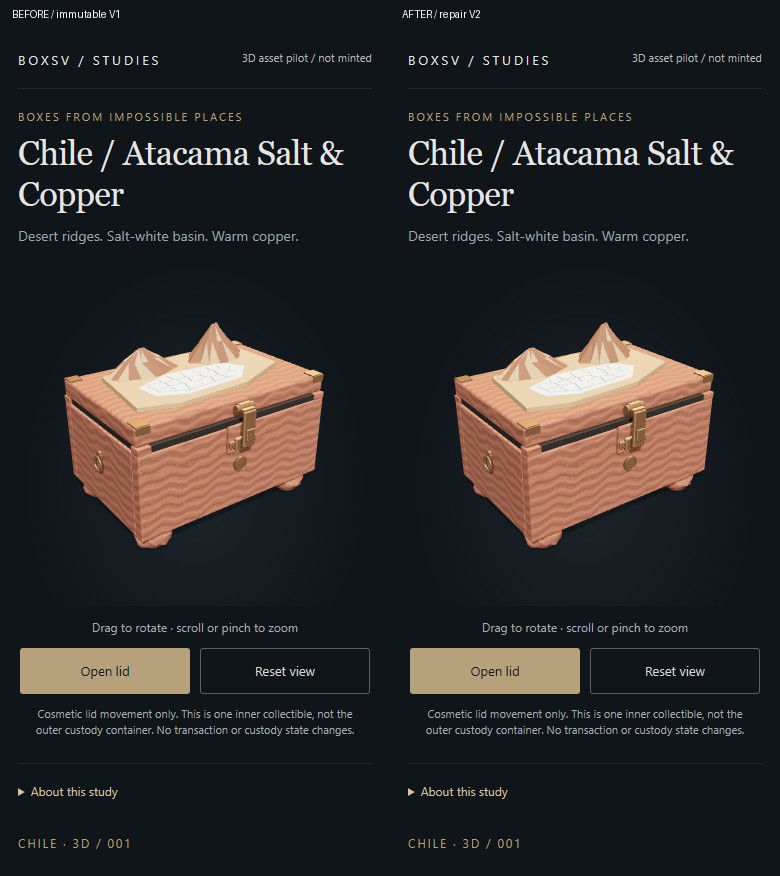 BEFORE / immutable V1
BOXSV / STUDIES
3D asset pilot / not minted
BOXES FROM IMPOSSIBLE PLACES
Chile / Atacama Salt &
Copper
Desert ridges. Salt-white basin. Warm copper.
Drag to rotate · scroll or pinch to zoom
Open lid
Reset view
Cosmetic lid movement only. This is one inner collectible, not the
outer custody container. No transaction or custody state changes.
▶ About this study
CHILE · 3D / 001
AFTER / repair V2
BOXSV / STUDIES
3D asset pilot / not minted
BOXES FROM IMPOSSIBLE PLACES
Chile / Atacama Salt &
Copper
Desert ridges. Salt-white basin. Warm copper.
Drag to rotate · scroll or pinch to zoom
Open lid
Reset view
Cosmetic lid movement only. This is one inner collectible, not the
outer custody container. No transaction or custody state changes.
▶ About this study
CHILE · 3D / 001